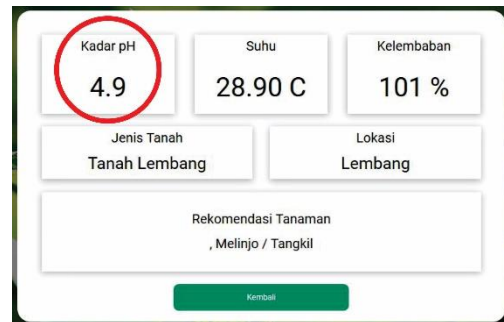 Kadar pH
4.9
Suhu
28.90 C
Kelembaban
101 %
Jenis Tanah
Tanah Lembang
Lokasi
Lembang
Rekomendasi Tanaman
, Melinjo / Tangkil
Kembali